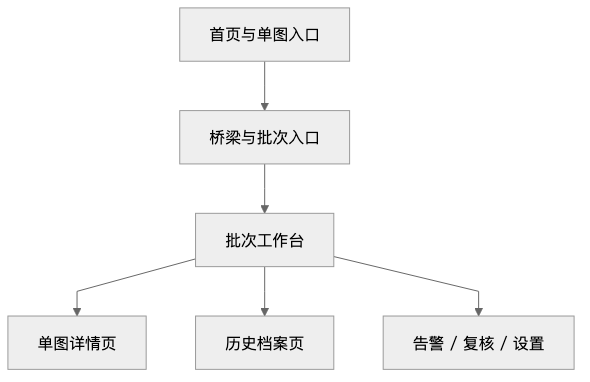 首页与单图入口
桥梁与批次入口
批次工作台
单图详情页
历史档案页
告警 / 复核 / 设置